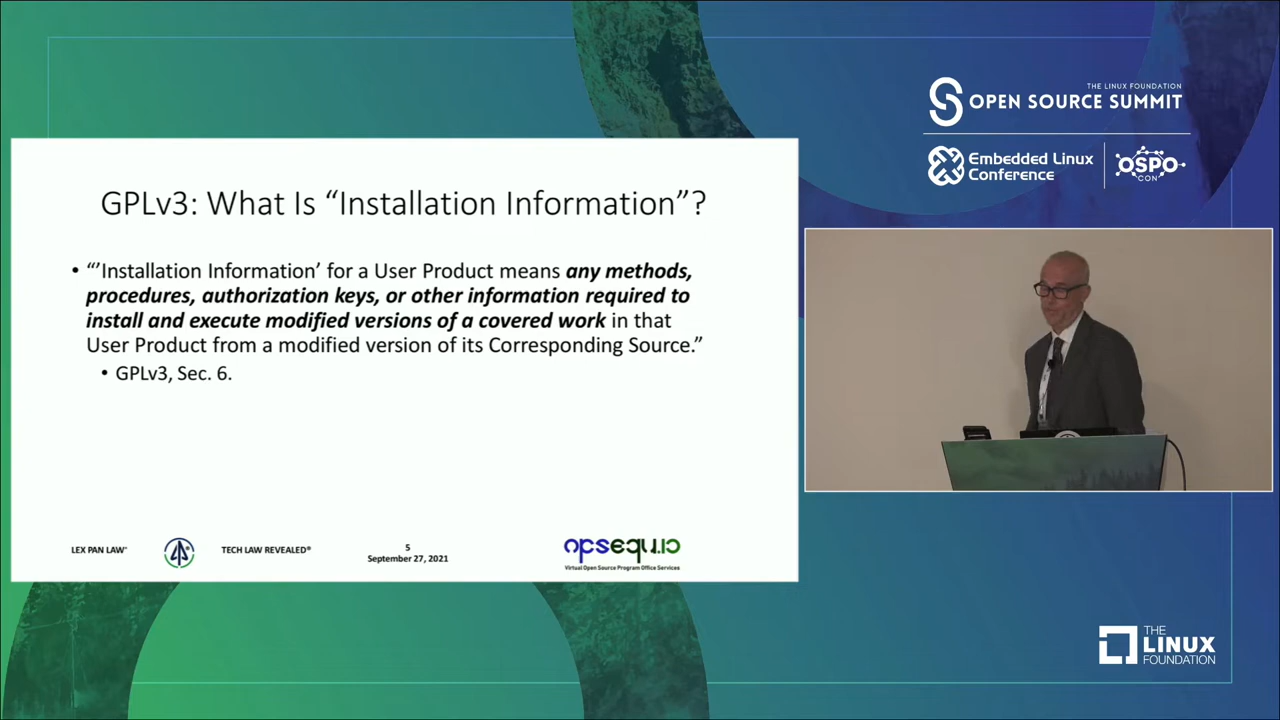 THE LINUX FOUNDATION
OPEN SOURCE SUMMIT
Embedded Linux
Conference
OSPO
CON
GPLv3: What Is “Installation Information”?
• “’Installation Information’ for a User Product means any methods,
procedures, authorization keys, or other information required to
install and execute modified versions of a covered work in that
User Product from a modified version of its Corresponding Source.”
• GPLv3, Sec. 6.
LEX PAN LAW
TECH LAW REVEALED®
5
September 27, 2021
opsequ.io
Virtual Open Source Program Office Services
THE
LINUX
FOUNDATION